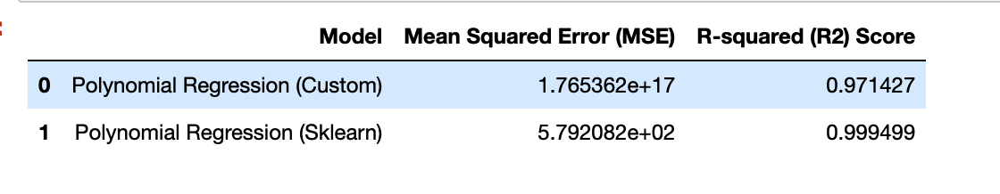 Model Mean Squared Error (MSE) R-squared (R2) Score
0 Polynomial Regression (Custom) 1.765362e+17 0.971427
1 Polynomial Regression (Sklearn) 5.792082e+02 0.999499